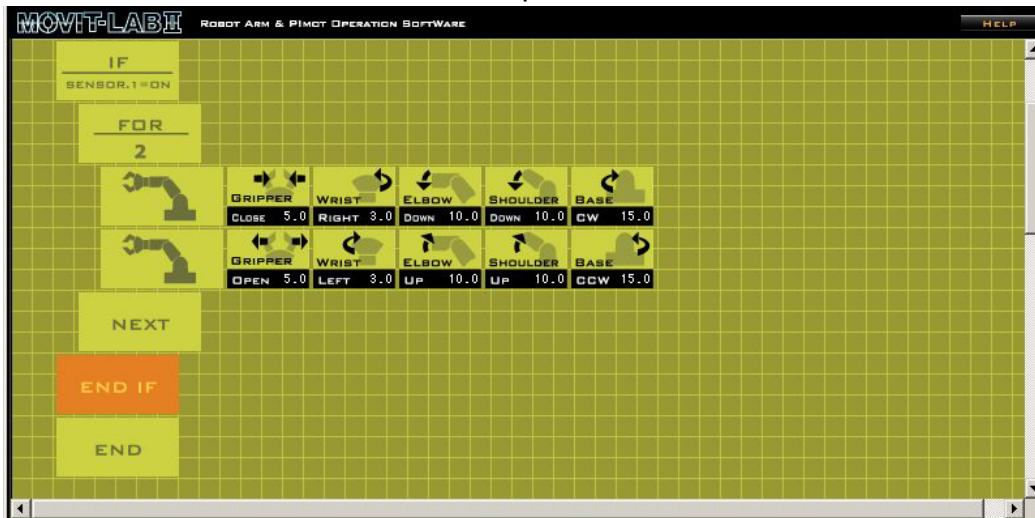 MOVIT-LAB II Robot Arm & PIMCT Operation SoftWare HELP
IF
SENSOR.1=ON
FOR
2
GRIPPER WRIST ELBOW SHOULDER BASE
CLOSE 5.0 RIGHT 3.0 DOWN 10.0 DOWN 10.0 CW 15.0
GRIPPER WRIST ELBOW SHOULDER BASE
OPEN 5.0 LEFT 3.0 UP 10.0 UP 10.0 CCW 15.0
NEXT
END IF
END